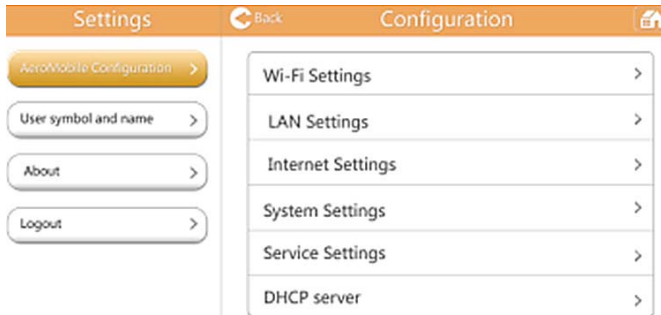 Settings
AeroMobile Configuration
User symbol and name
About
Logout
Back
Configuration
Wi-Fi Settings
LAN Settings
Internet Settings
System Settings
Service Settings
DHCP server